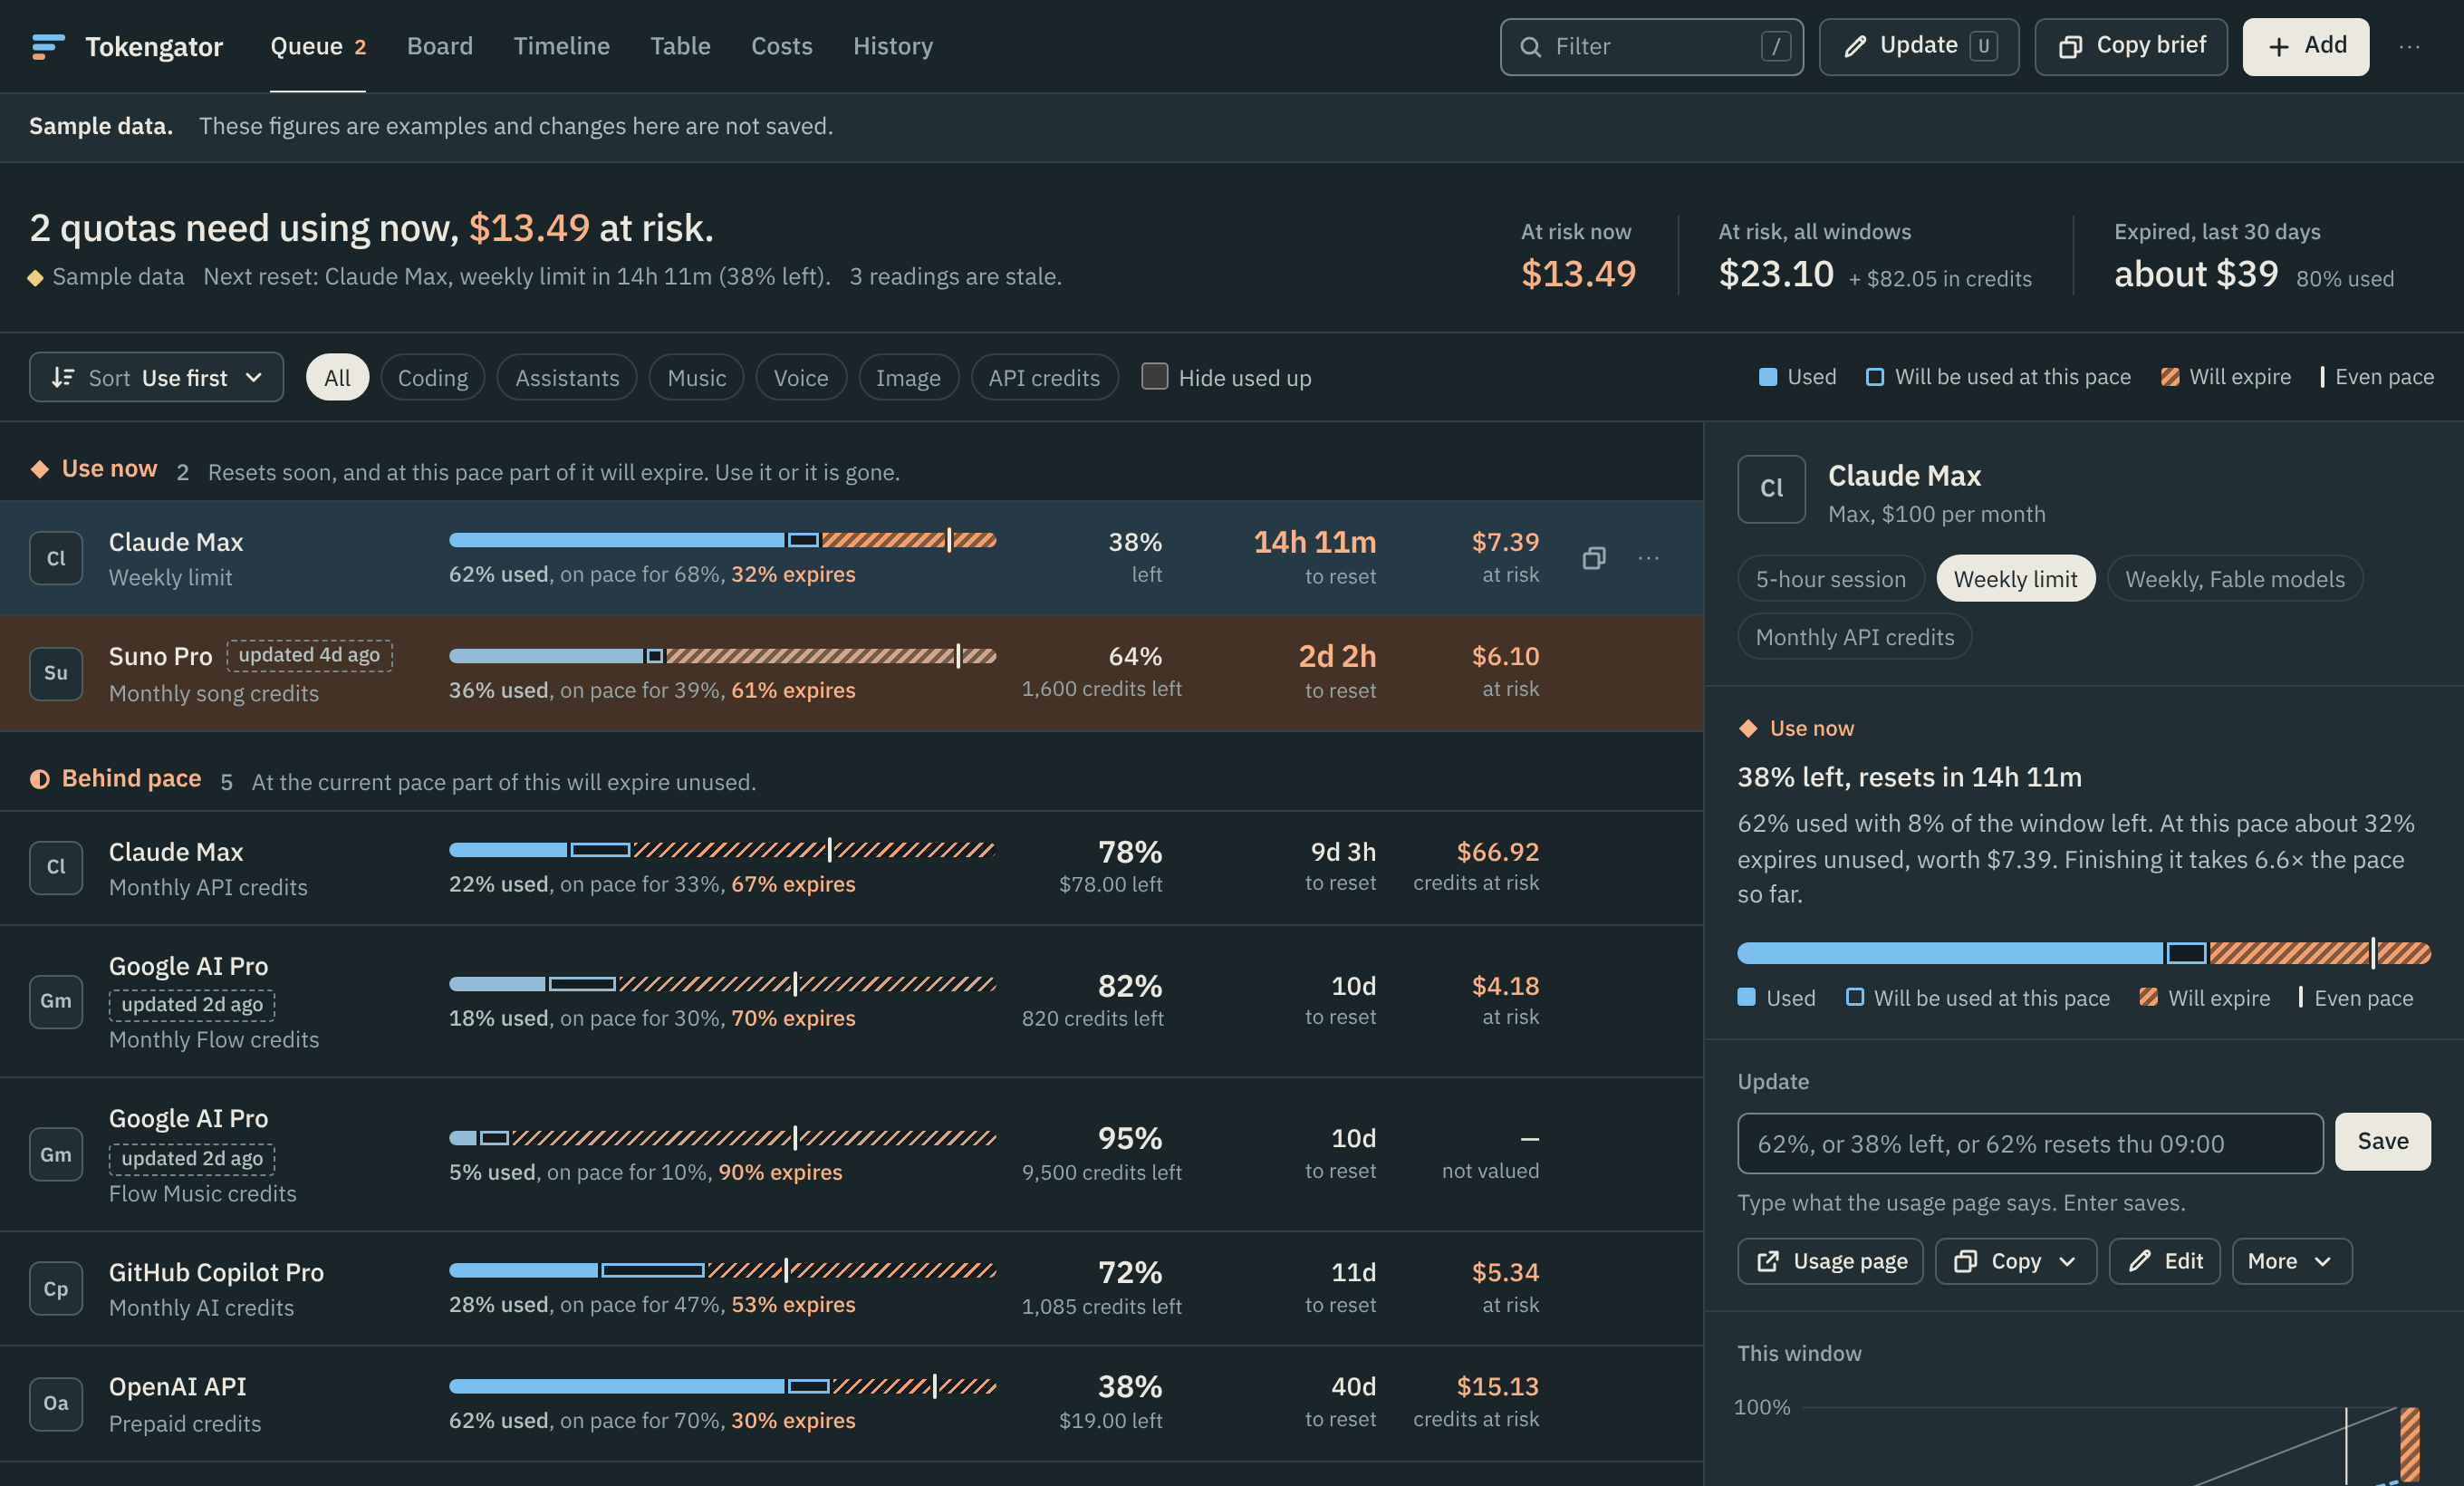 Tokengator
Queue 2
Board
Timeline
Table
Costs
History
Filter /
Update U
Copy brief
+ Add
...
Sample data. These figures are examples and changes here are not saved.
2 quotas need using now, $13.49 at risk.
Sample data Next reset: Claude Max, weekly limit in 14h 11m (38% left). 3 readings are stale.
At risk now
$13.49
At risk, all windows
$23.10 + $82.05 in credits
Expired, last 30 days
about $39 80% used
Sort Use first
All
Coding
Assistants
Music
Voice
Image
API credits
Hide used up
Used
Will be used at this pace
Will expire
Even pace
Use now 2 Resets soon, and at this pace part of it will expire. Use it or it is gone.
Cl
Claude Max
Weekly limit
62% used, on pace for 68%, 32% expires
38%
left
14h 11m
to reset
$7.39
at risk
...
Su
Suno Pro updated 4d ago
Monthly song credits
36% used, on pace for 39%, 61% expires
64%
1,600 credits left
2d 2h
to reset
$6.10
at risk
Behind pace 5 At the current pace part of this will expire unused.
Cl
Claude Max
Monthly API credits
22% used, on pace for 33%, 67% expires
78%
$78.00 left
9d 3h
to reset
$66.92
credits at risk
Gm
Google AI Pro
updated 2d ago
Monthly Flow credits
18% used, on pace for 30%, 70% expires
82%
820 credits left
10d
to reset
$4.18
at risk
Gm
Google AI Pro
updated 2d ago
Flow Music credits
5% used, on pace for 10%, 90% expires
95%
9,500 credits left
10d
to reset
—
not valued
Cp
GitHub Copilot Pro
Monthly AI credits
28% used, on pace for 47%, 53% expires
72%
1,085 credits left
11d
to reset
$5.34
at risk
Oa
OpenAI API
Prepaid credits
62% used, on pace for 70%, 30% expires
38%
$19.00 left
40d
to reset
$15.13
credits at risk
Cl
Claude Max
Max, $100 per month
5-hour session
Weekly limit
Weekly, Fable models
Monthly API credits
Use now
38% left, resets in 14h 11m
62% used with 8% of the window left. At this pace about 32%
expires unused, worth $7.39. Finishing it takes 6.6× the pace
so far.
Used
Will be used at this pace
Will expire
Even pace
Update
62%, or 38% left, or 62% resets thu 09:00
Save
Type what the usage page says. Enter saves.
Usage page
Copy
Edit
More
This window
100%